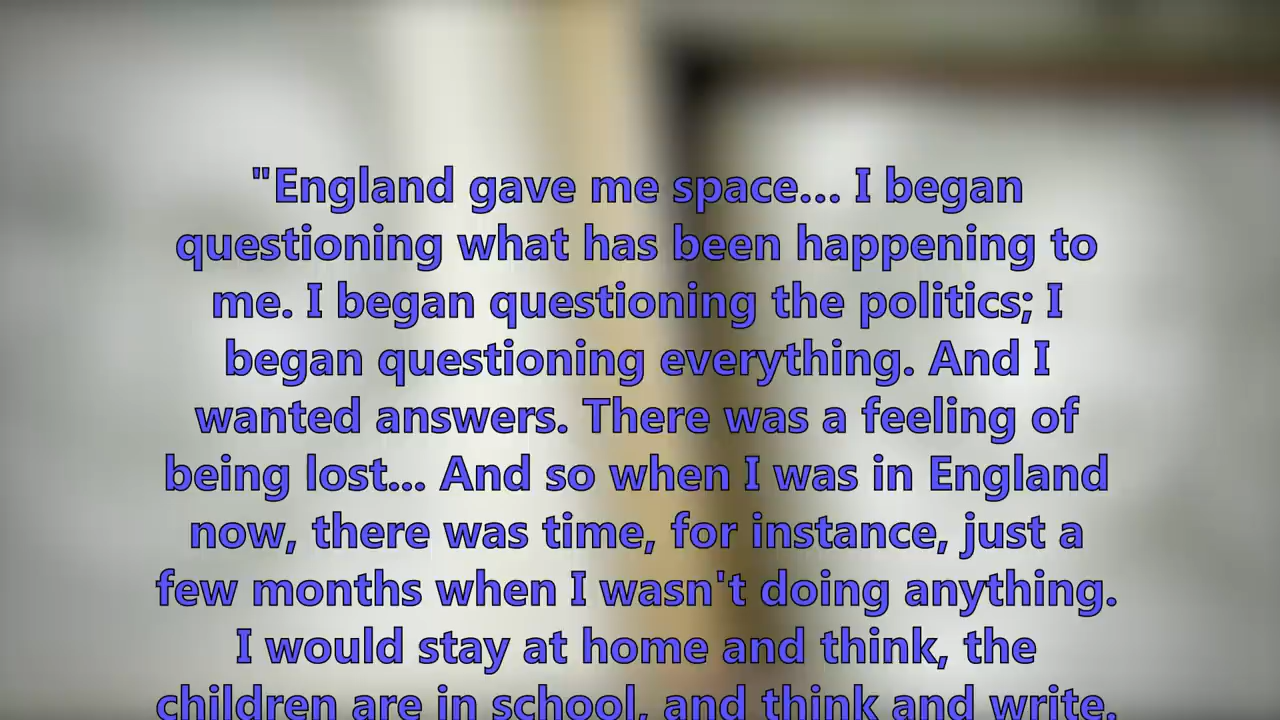 "England gave me space... I began
questioning what has been happening to
me. I began questioning the politics; I
began questioning everything. And I
wanted answers. There was a feeling of
being lost... And so when I was in England
now, there was time, for instance, just a
few months when I wasn't doing anything.
I would stay at home and think, the
children are in school, and think and write.